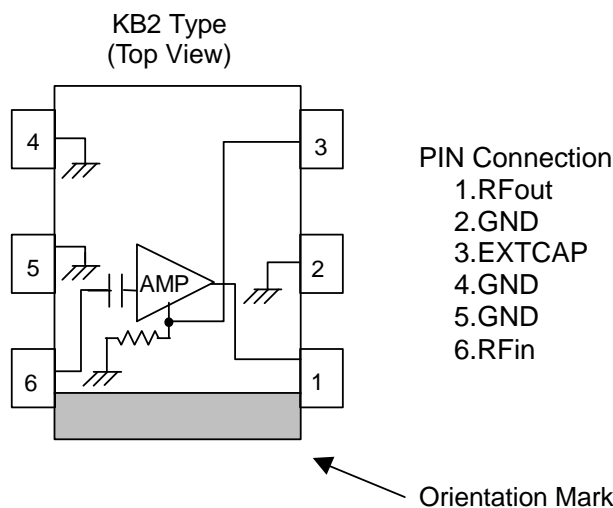 KB2 Type
(Top View)
4
3
5
AMP
2
6
1
PIN Connection
1.RFout
2.GND
3.EXTCAP
4.GND
5.GND
6.RFin
Orientation Mark